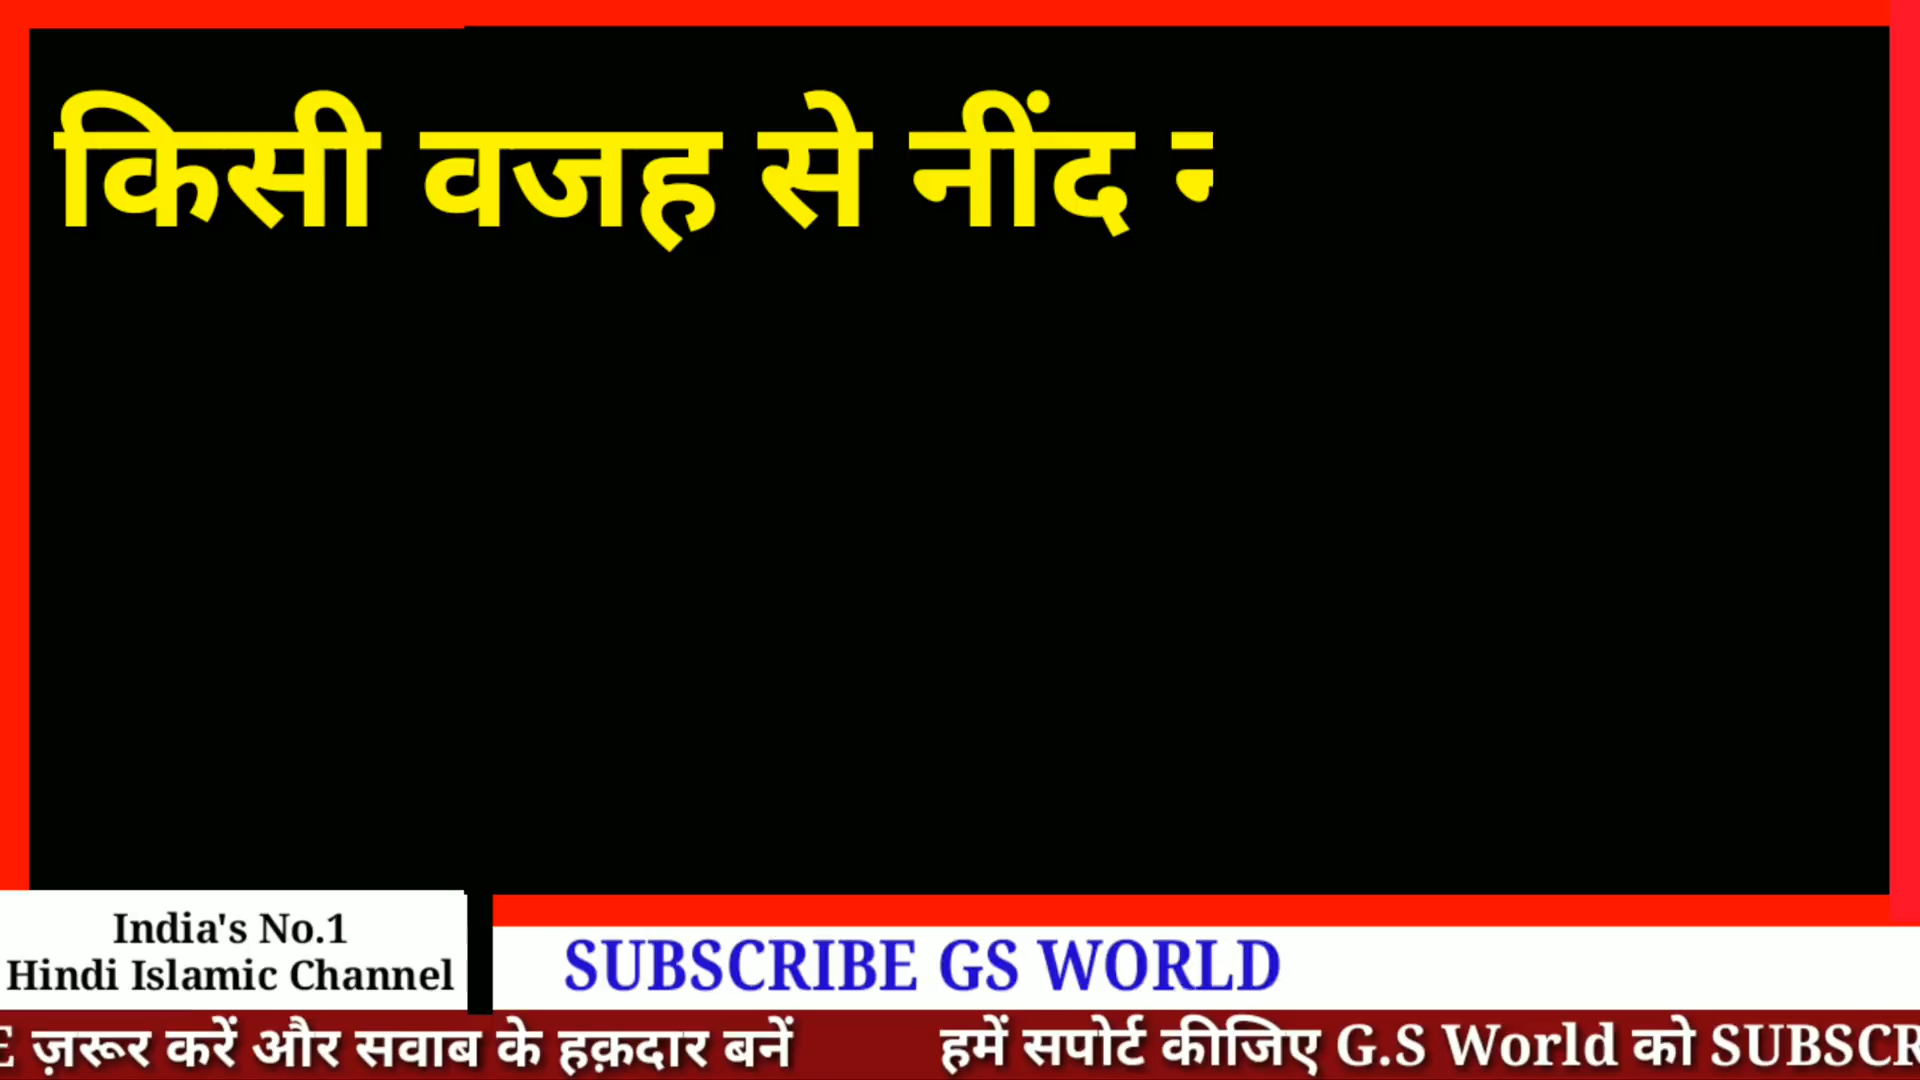 किसी वजह से नींद
India's No.1
Hindi Islamic Channel
SUBSCRIBE GS WORLD
ज़रूर करें और सवाब के हक़दार बनें हमें सपोर्ट कीजिए G.S World को